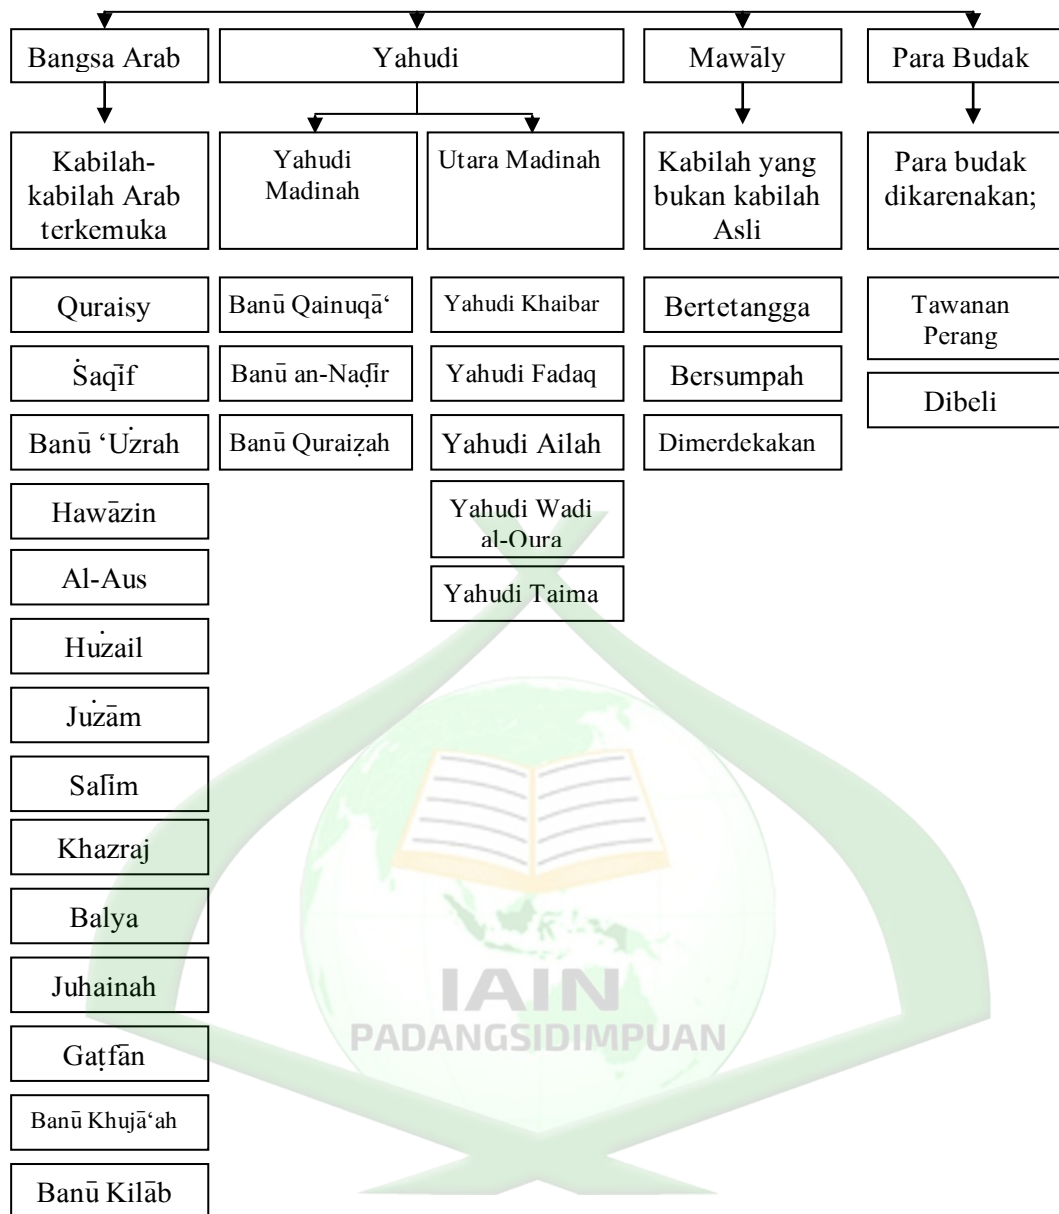 Bangsa Arab
Yahudi
Mawāly
Para Budak
Kabilah-
kabilah Arab
terkemuka
Yahudi
Madinah
Utara Madinah
Kabilah yang
bukan kabilah
Asli
Para budak
dikarenakan;
Quraisy
Ṡaqīf
Banū ‘Użrah
Hawāzin
Al-Aus
Hużail
Jużām
Salīm
Khazraj
Balya
Juhainah
Gaṭfān
Banū Khujā‘ah
Banū Kilāb
Banū Qainuqā‘
Banū an-Naḍīr
Banū Quraiẓah
Yahudi Khaibar
Yahudi Fadaq
Yahudi Ailah
Yahudi Wadi
al-Qura
Yahudi Taima
Bertetangga
Bersumpah
Dimerdekakan
Tawanan
Perang
Dibeli
IAIN
PADANGSIDIMPUAN